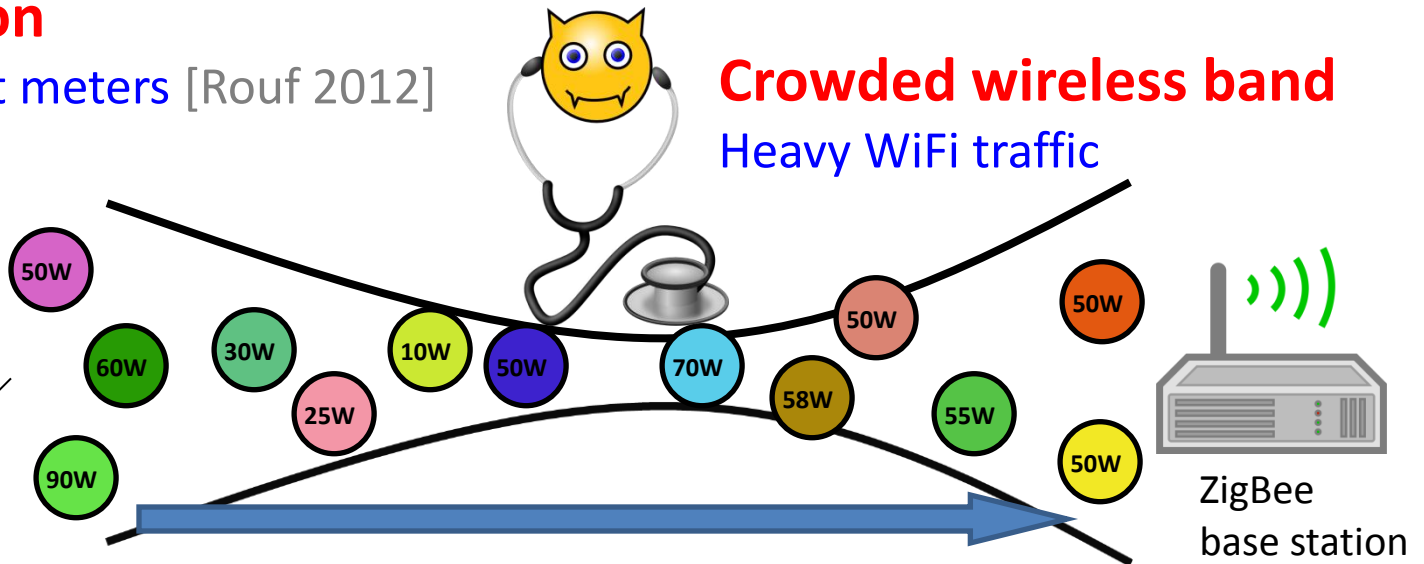 on
t meters [Rouf 2012]
Crowded wireless band
Heavy WiFi traffic
50W
60W
30W
10W
50W
70W
50W
50W
25W
58W
55W
90W
50W
ZigBee
base station